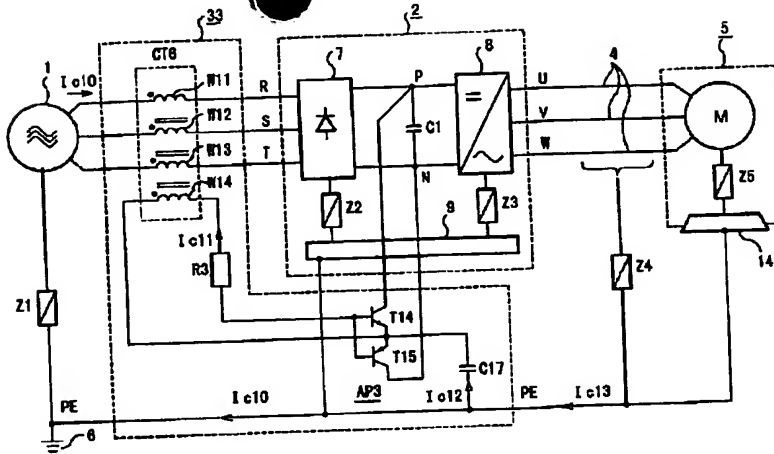 33
2
CT6
7
8
5
1
Ic10
W11
R
P
U
4
W12
S
C1
V
M
W13
T
N
W
W14
Z2
Z3
Z5
Ic11
9
R3
Z4
14
Z1
T14
T15
C17
PE
Ic10
AP3
Ic12
PE
Ic13
6